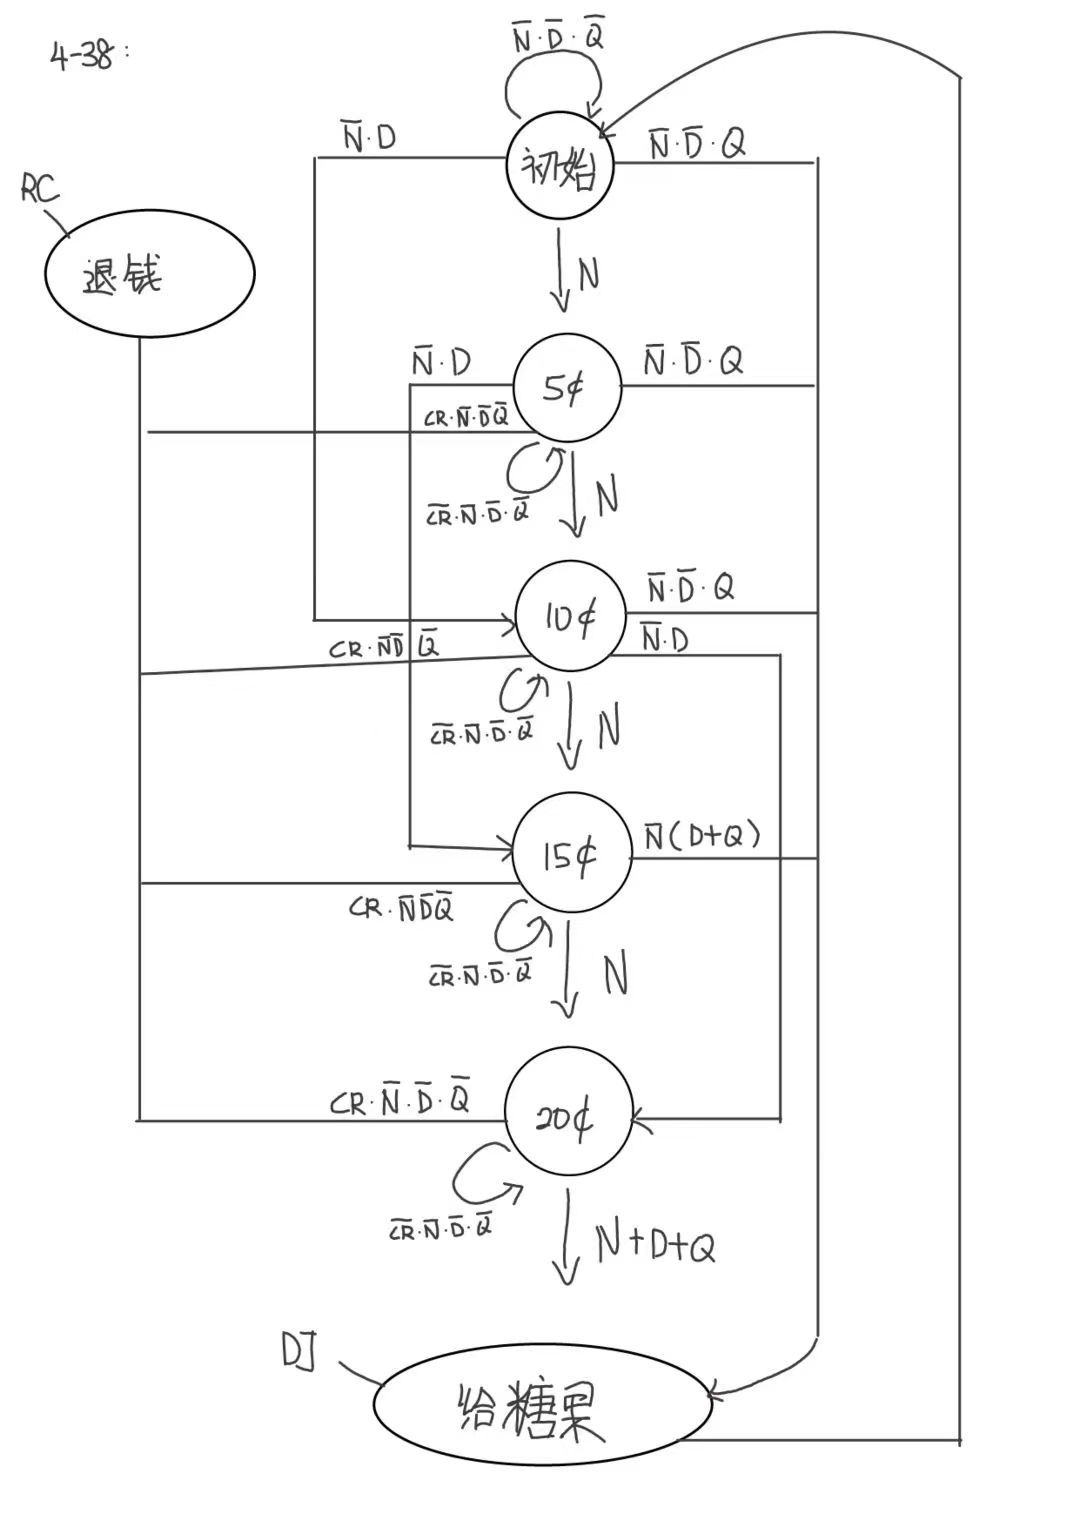 4-38:
N̅·D̅·Q̅
N̅·D
初始
N̅·D̅·Q
RC
退钱
N
N̅·D
5¢
N̅·D̅·Q
CR·N̅·D̅Q̅
C̅R̅·N̅·D̅·Q̅
N
10¢
N̅·D̅·Q
N̅·D
CR·N̅D̅Q̅
C̅R̅·N̅·D̅·Q̅
N
15¢
N̅(D+Q)
CR·N̅D̅Q̅
C̅R̅·N̅·D̅·Q̅
N
CR·N̅·D̅·Q̅
20¢
C̅R̅·N̅·D̅·Q̅
N+D+Q
DJ
给糖果